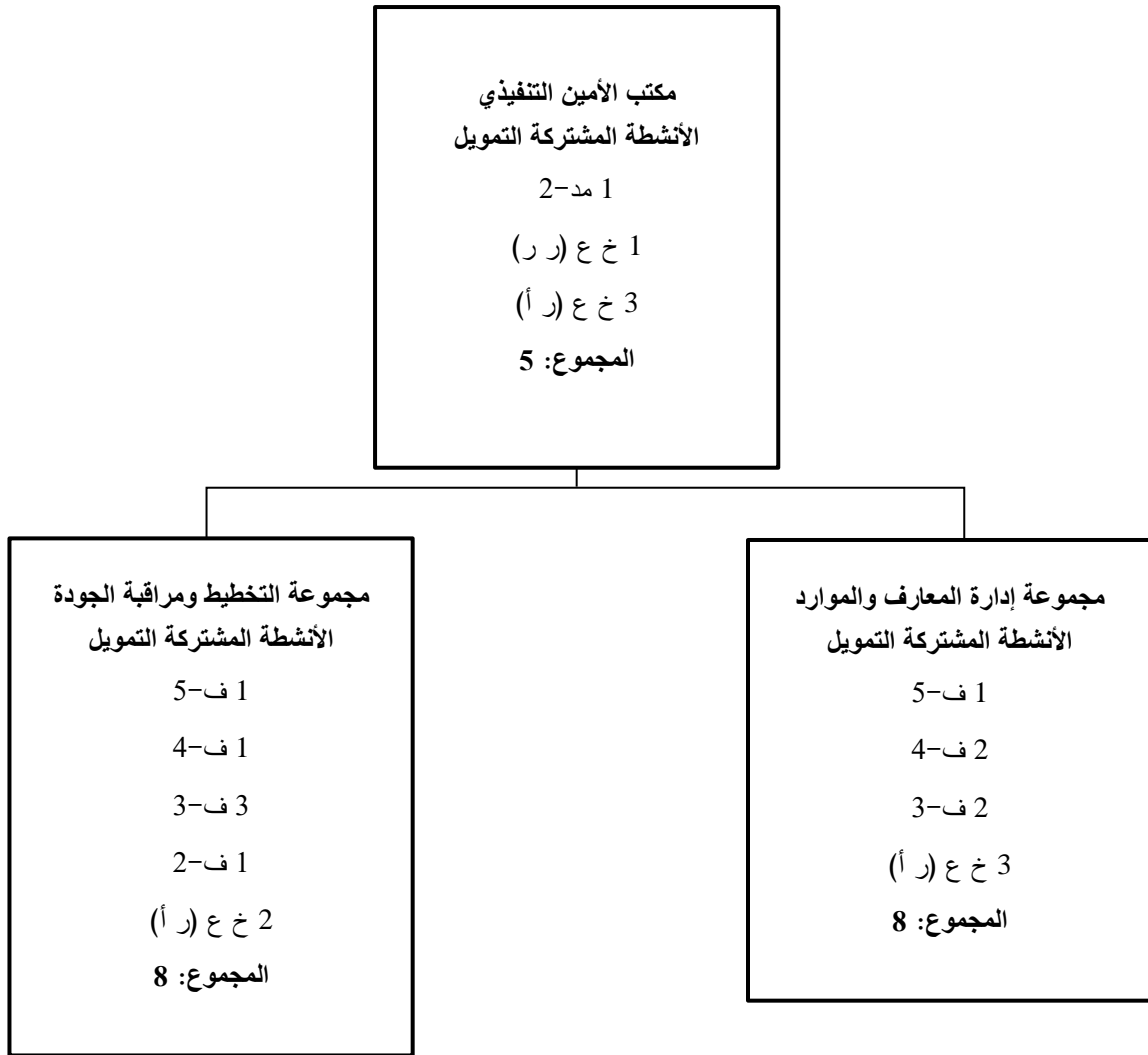 مكتب الأمين التنفيذي
الأنشطة المشتركة التمويل
1 مد-2
1 خ ع (ر ر)
3 خ ع (ر أ)
المجموع: 5
مجموعة إدارة المعارف والموارد
الأنشطة المشتركة التمويل
1 ف-5
2 ف-4
2 ف-3
3 خ ع (ر أ)
المجموع: 8
مجموعة التخطيط ومراقبة الجودة
الأنشطة المشتركة التمويل
1 ف-5
1 ف-4
3 ف-3
1 ف-2
2 خ ع (ر أ)
المجموع: 8